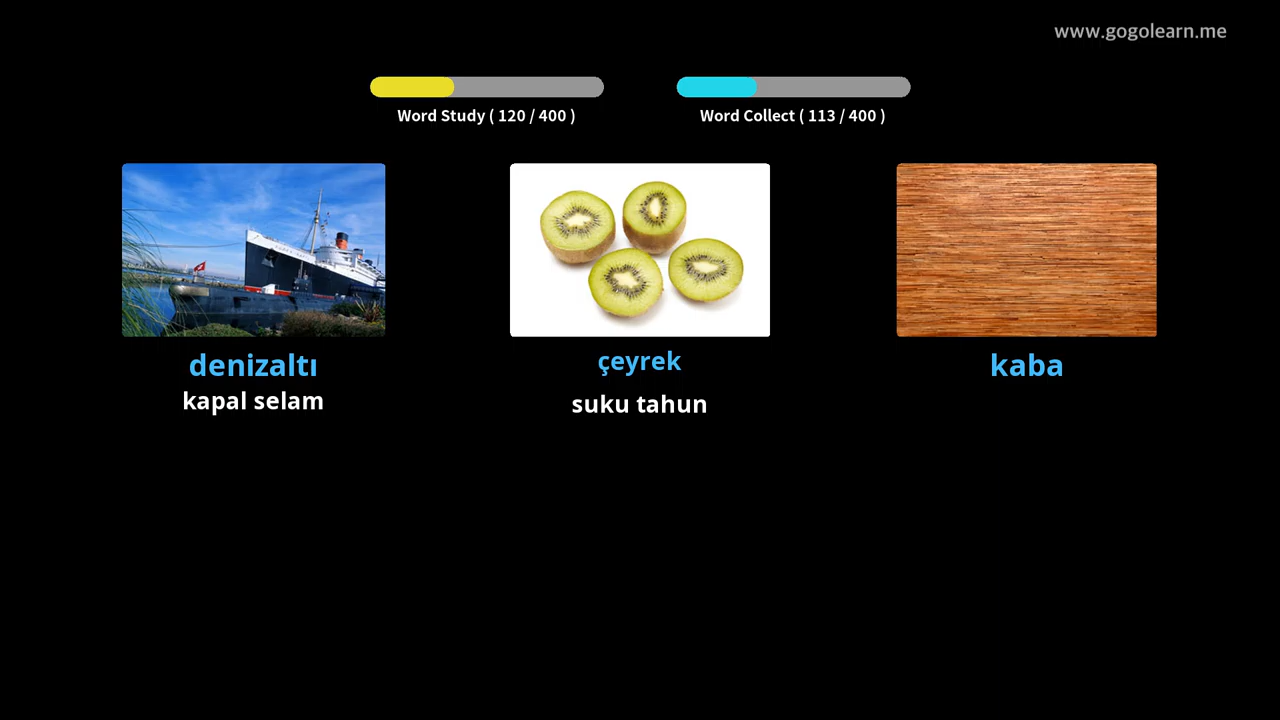 www.gogolearn.me
Word Study ( 120 / 400 )
Word Collect ( 113 / 400 )
denizaltı
çeyrek
kaba
kapal selam
suku tahun